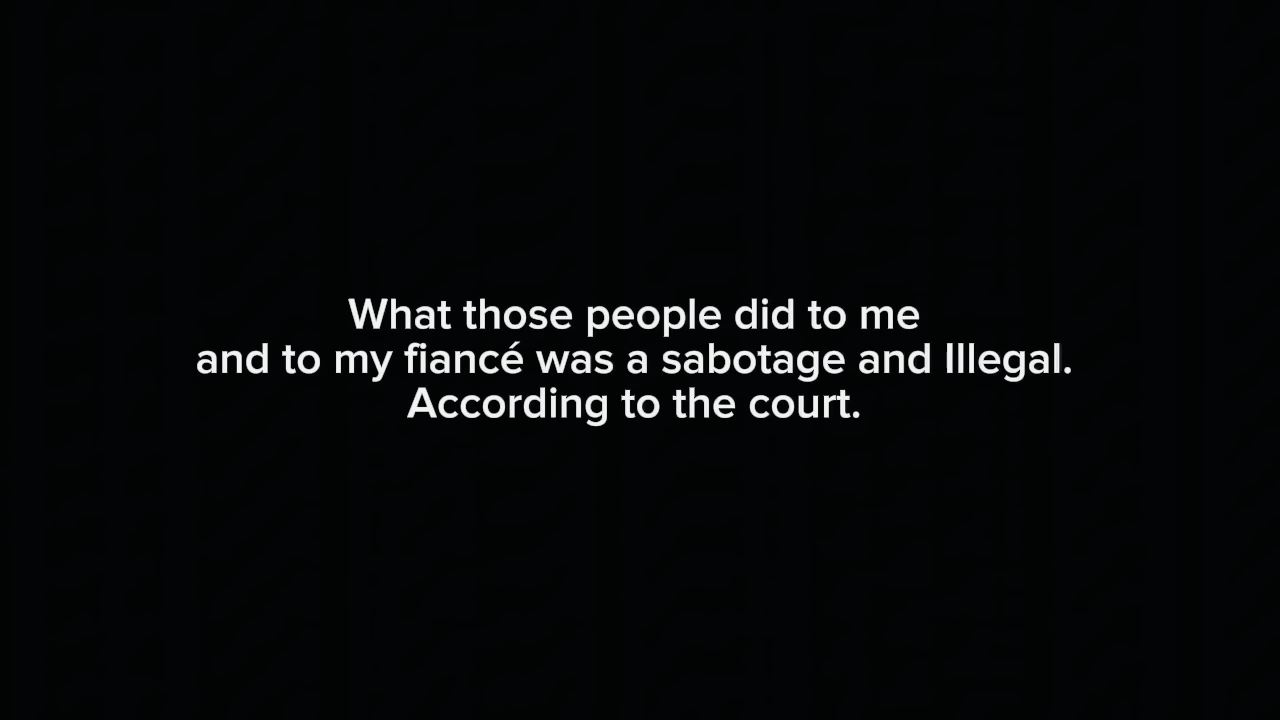 What those people did to me
and to my fiancé was a sabotage and Illegal.
According to the court.